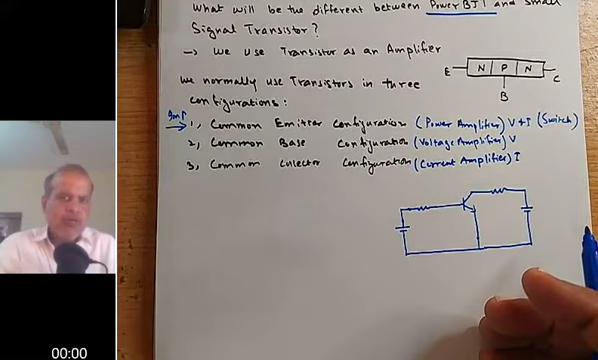 What will be the different between Power BJT and small
Signal Transistor?
→ We use Transistor as an Amplifier
We normally use Transistors in three
Configurations:
E N P N C
B
Imp
→ 1, Common Emitter Configuration (Power Amplifier) V & I (Switch)
2, Common Base Configuration (Voltage Amplifier) V
3, Common Collector Configuration (Current Amplifier) I
00:00